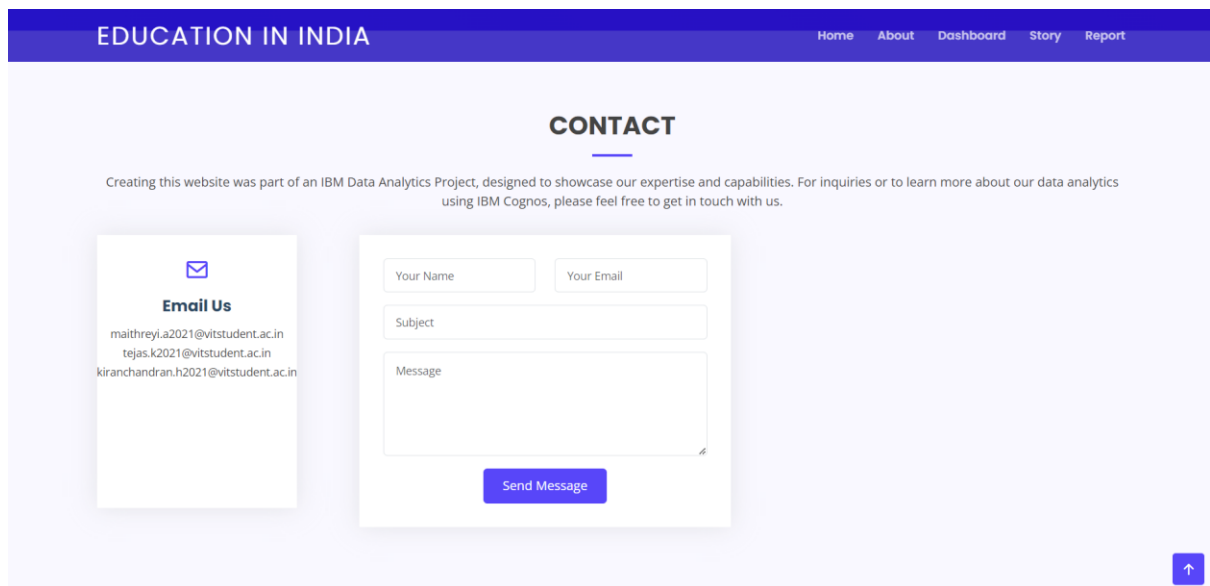 EDUCATION IN INDIA
Home About Dashboard Story Report
CONTACT
Creating this website was part of an IBM Data Analytics Project, designed to showcase our expertise and capabilities. For inquiries or to learn more about our data analytics
using IBM Cognos, please feel free to get in touch with us.
Email Us
maithreyi.a2021@vitstudent.ac.in
tejas.k2021@vitstudent.ac.in
kiranchandran.h2021@vitstudent.ac.in
Your Name
Your Email
Subject
Message
Send Message